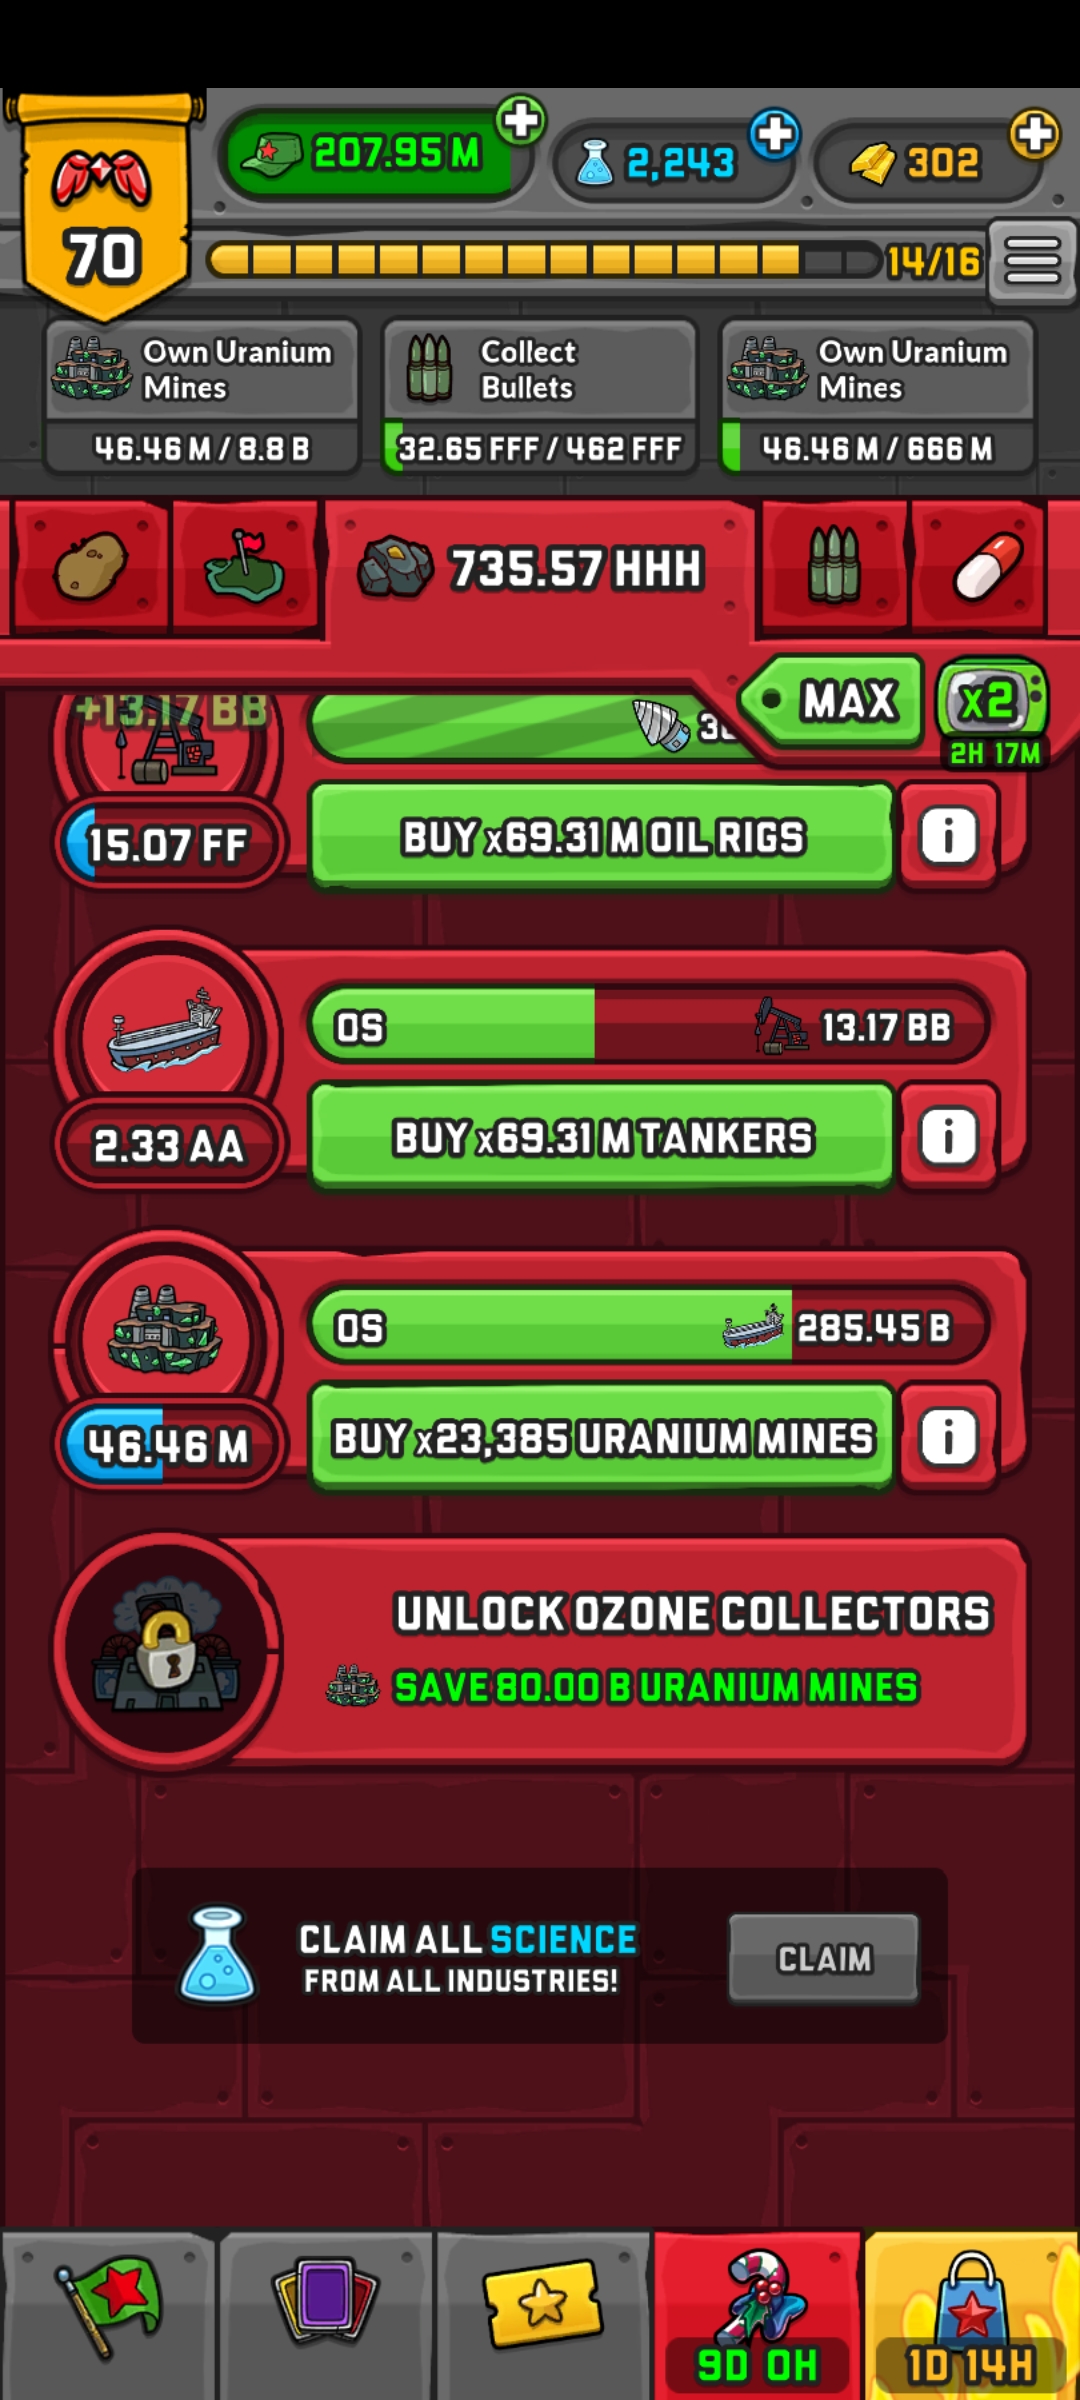 207.95 M
2,243
302
70
14/16
Own Uranium
Mines
46.46 M / 8.8 B
Collect
Bullets
32.65 FFF / 462 FFF
Own Uranium
Mines
46.46 M / 666 M
735.57 HHH
MAX
x2
2H 17M
+13.17 BB
15.07 FF
BUY x69.31 M OIL RIGS
i
0S
13.17 BB
2.33 AA
BUY x69.31 M TANKERS
i
0S
285.45 B
46.46 M
BUY x23,385 URANIUM MINES
i
UNLOCK OZONE COLLECTORS
SAVE 80.00 B URANIUM MINES
CLAIM ALL SCIENCE
FROM ALL INDUSTRIES!
CLAIM
9D 0H
1D 14H